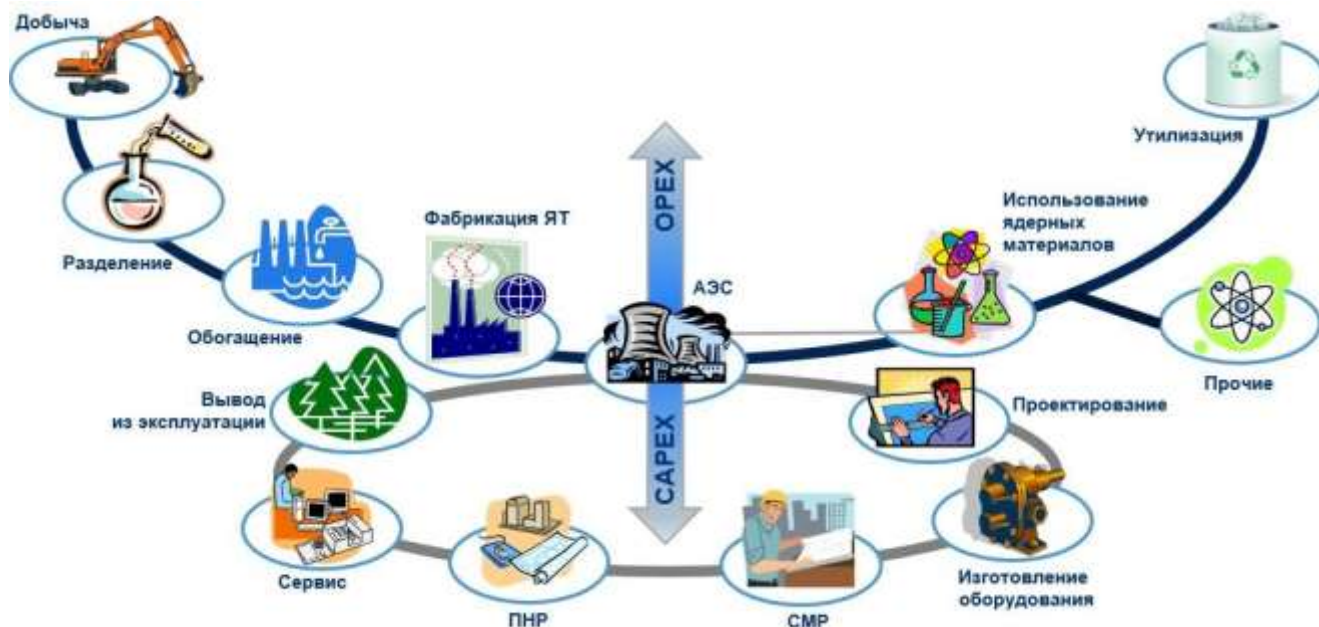 Добыча
Разделение
Обогащение
Фабрикация ЯТ
OPEX
АЭС
Использование
ядерных
материалов
Утилизация
Прочие
Вывод
из эксплуатации
CAPEX
Проектирование
Сервис
ПНР
СМР
Изготовление
оборудования